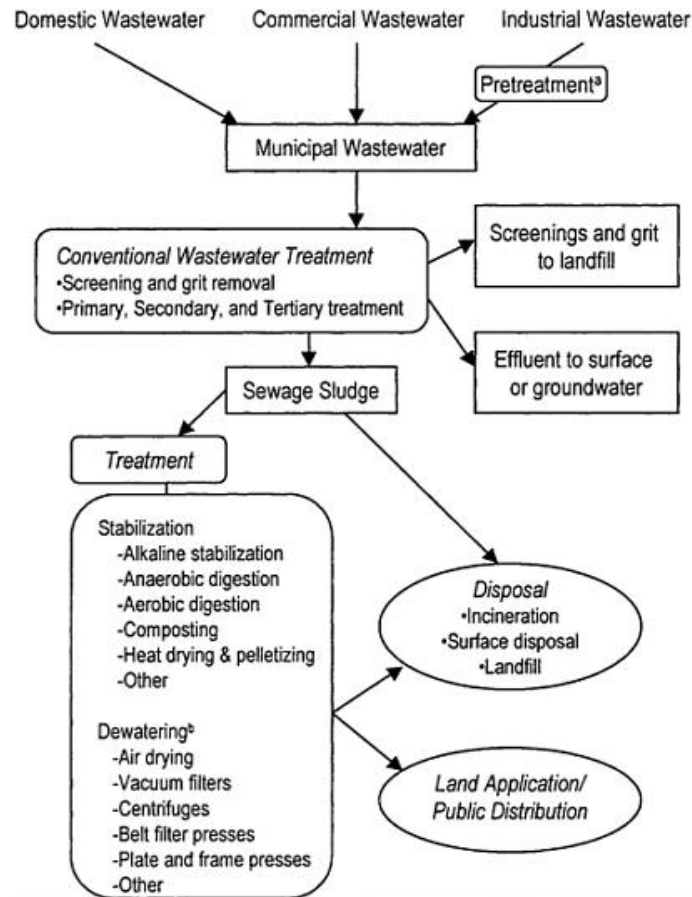 Domestic Wastewater
Commercial Wastewater
Industrial Wastewater
Pretreatmentᵃ
Municipal Wastewater
Conventional Wastewater Treatment
•Screening and grit removal
•Primary, Secondary, and Tertiary treatment
Screenings and grit
to landfill
Effluent to surface
or groundwater
Sewage Sludge
Treatment
Stabilization
-Alkaline stabilization
-Anaerobic digestion
-Aerobic digestion
-Composting
-Heat drying & pelletizing
-Other
Dewateringᵇ
-Air drying
-Vacuum filters
-Centrifuges
-Belt filter presses
-Plate and frame presses
-Other
Disposal
•Incineration
•Surface disposal
•Landfill
Land Application/
Public Distribution